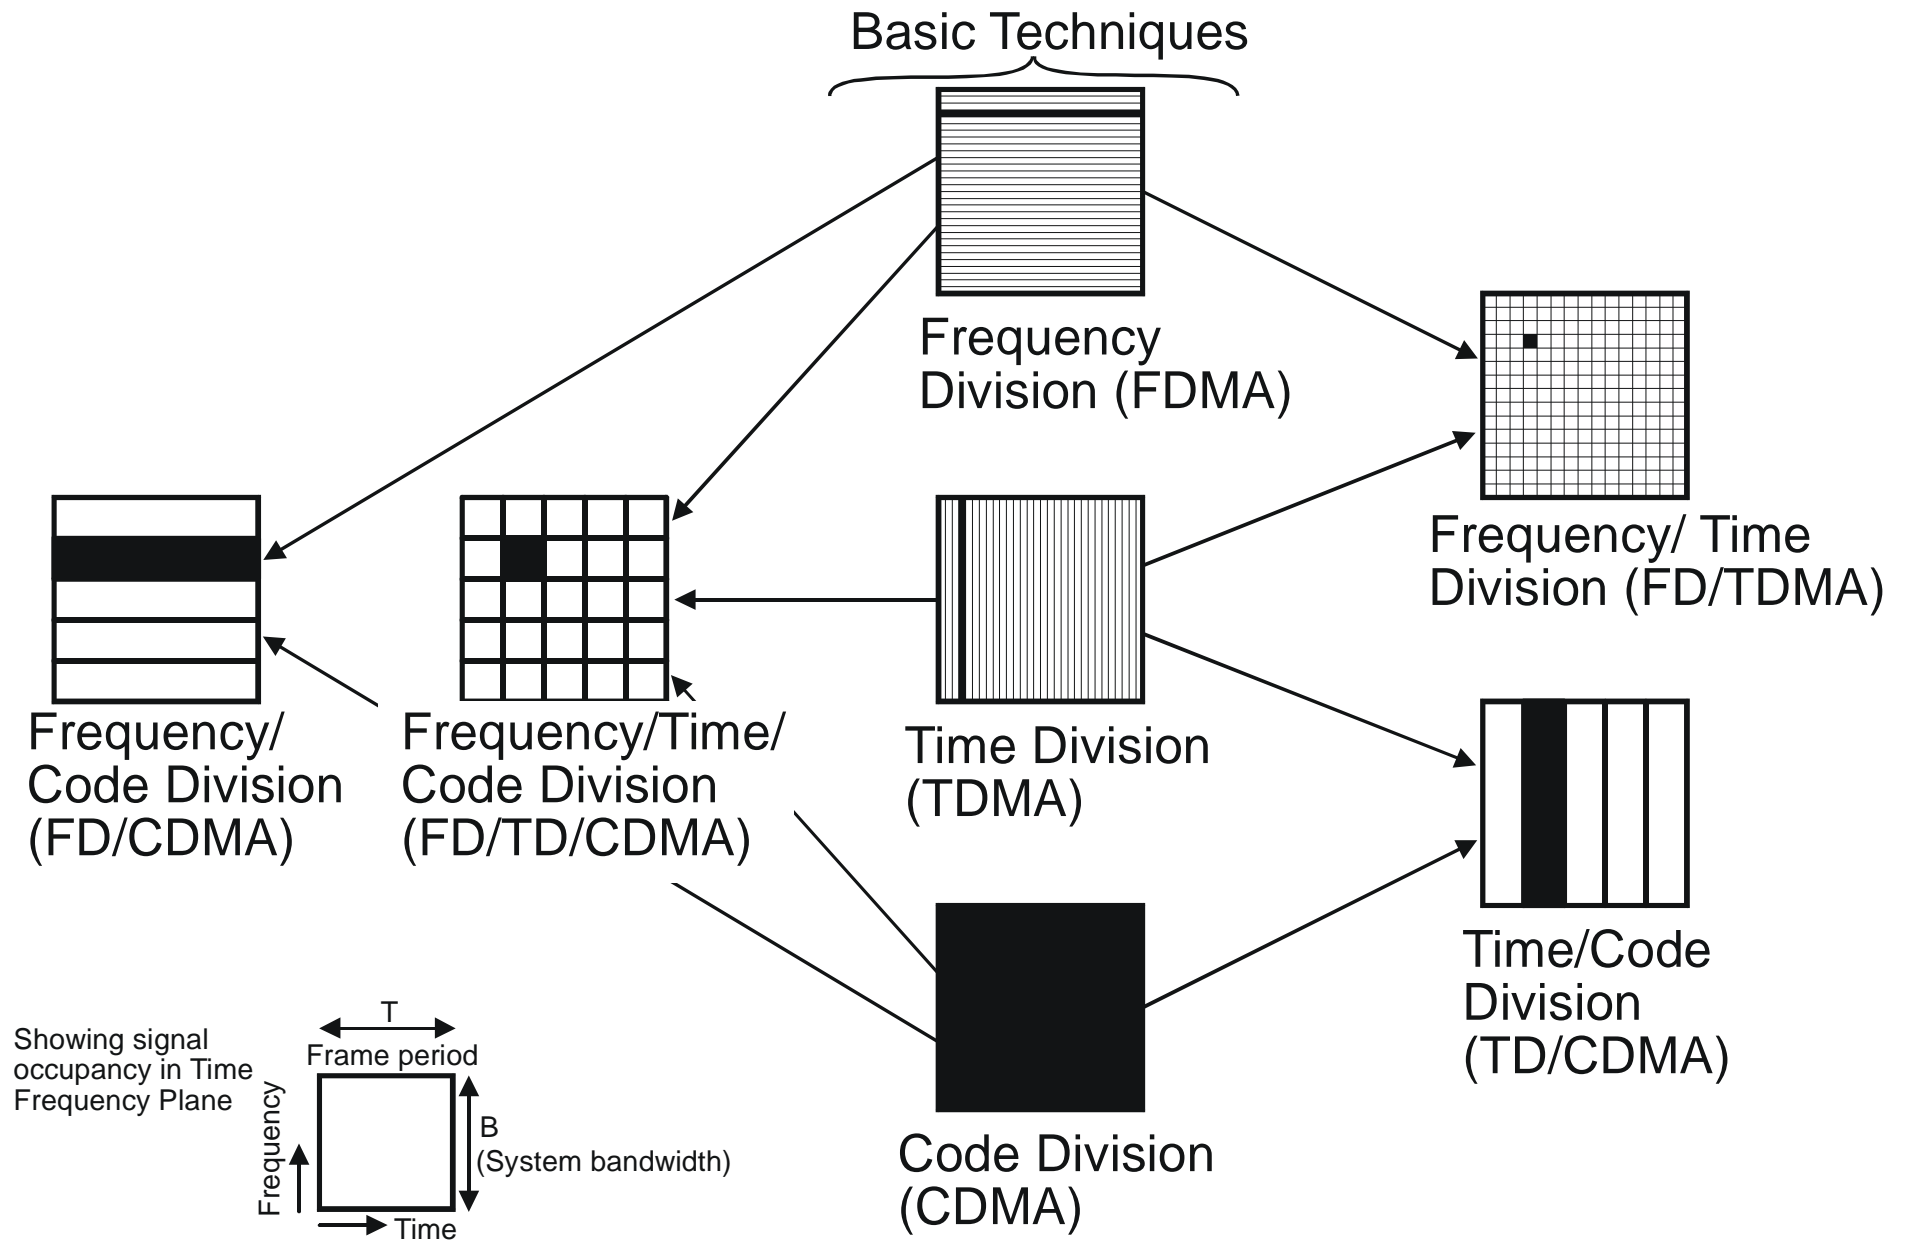 Basic Techniques
Frequency
Division (FDMA)
Frequency/ Time
Division (FD/TDMA)
Frequency/
Code Division
(FD/CDMA)
Frequency/Time/
Code Division
(FD/TD/CDMA)
Time Division
(TDMA)
Time/Code
Division
(TD/CDMA)
Code Division
(CDMA)
Showing signal
occupancy in Time
Frequency Plane
T
Frame period
Frequency
B
(System bandwidth)
Time